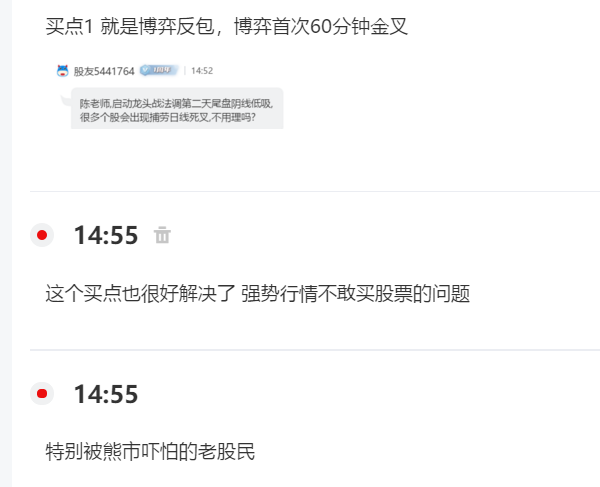 买点1 就是博弈反包，博弈首次60分钟金叉
股友5441764
14:52
陈老师,启动龙头战法调第二天尾盘阴线低吸,
很多个股会出现捕劳日线死叉,不用理吗?
14:55
这个买点也很好解决了 强势行情不敢买股票的问题
14:55
特别被熊市吓怕的老股民